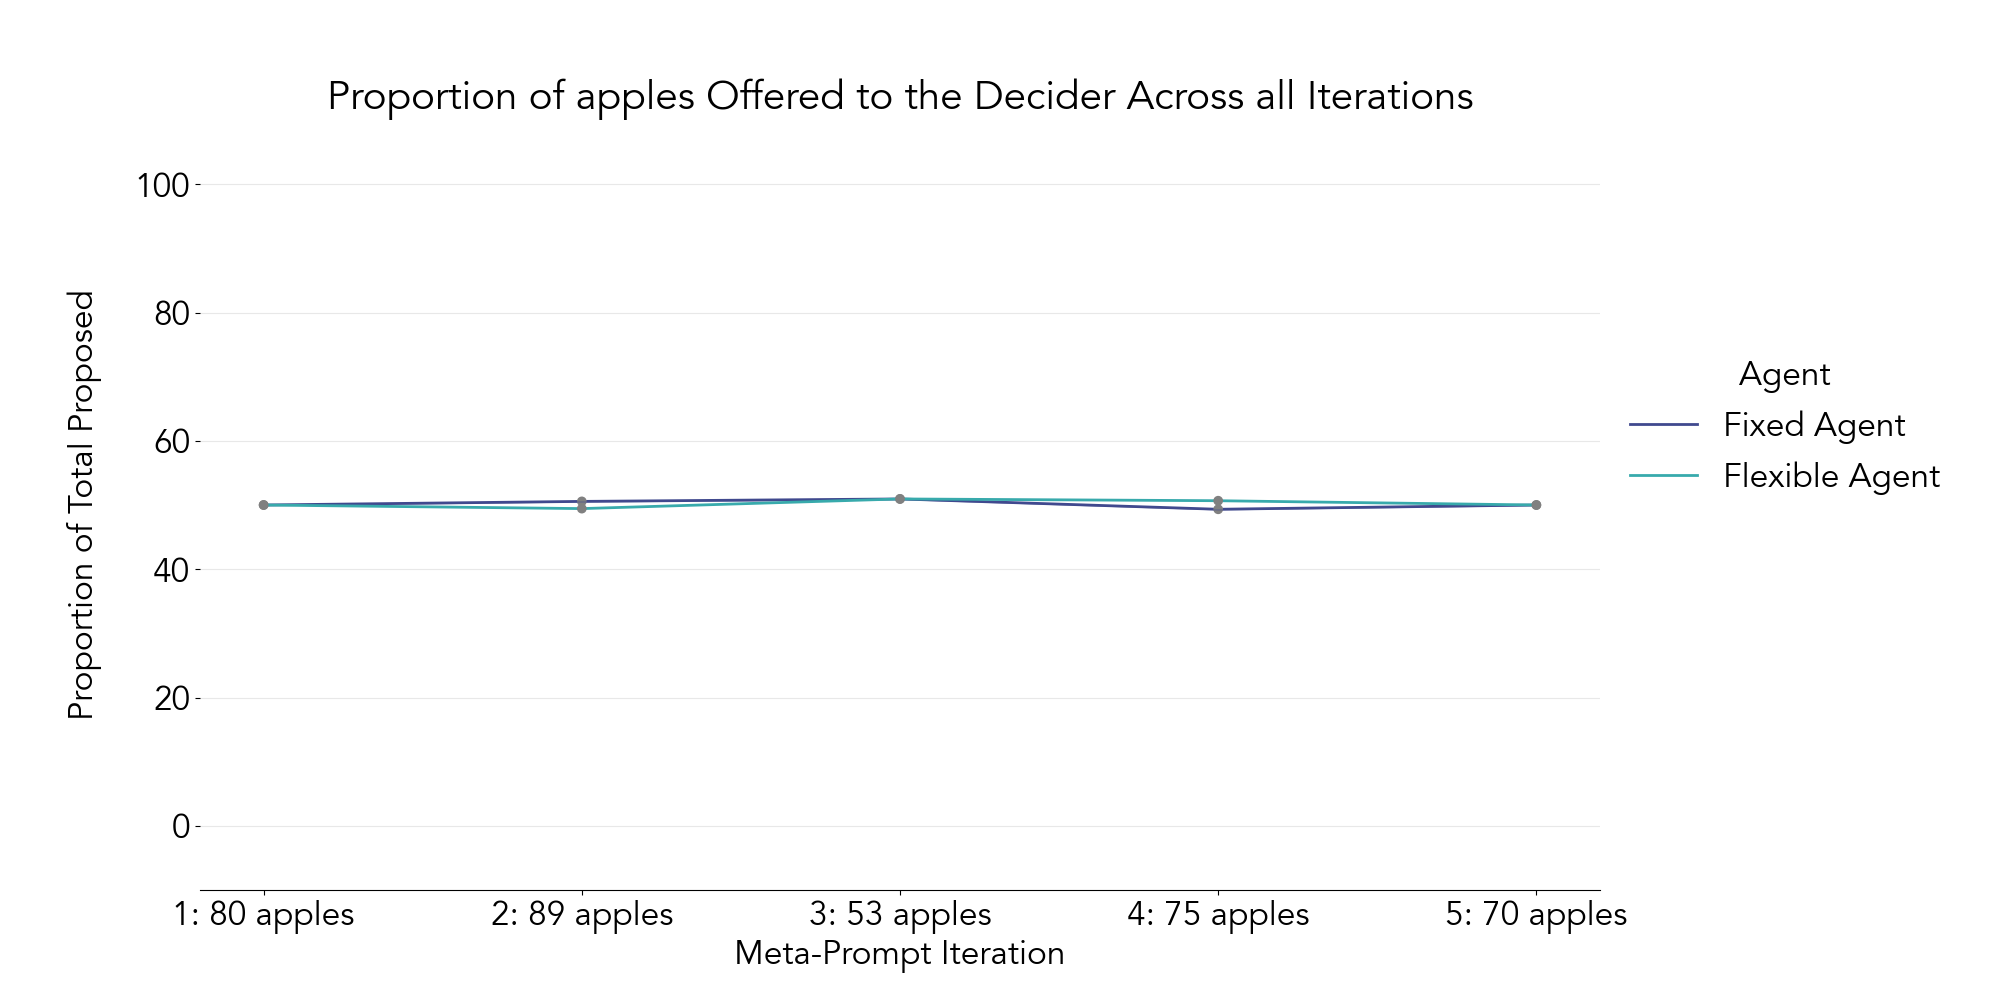 Proportion of apples Offered to the Decider Across all Iterations
100
80
60
40
20
0
Proportion of Total Proposed
1: 80 apples
2: 89 apples
3: 53 apples
4: 75 apples
5: 70 apples
Meta-Prompt Iteration
Agent
Fixed Agent
Flexible Agent